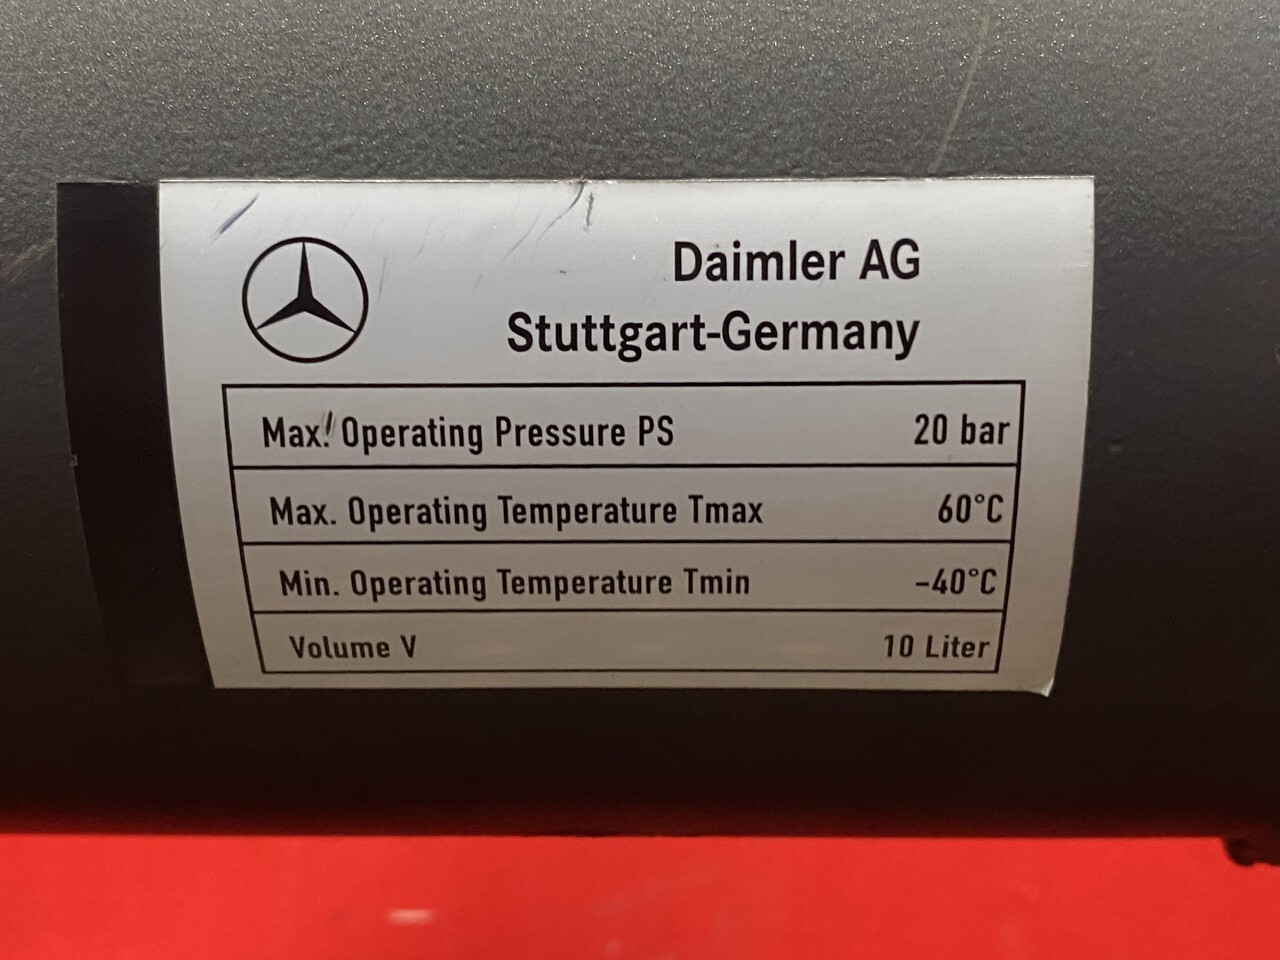 Daimler AG
Stuttgart-Germany
Max. Operating Pressure PS 20 bar
Max. Operating Temperature Tmax 60°C
Min. Operating Temperature Tmin -40°C
Volume V 10 Liter